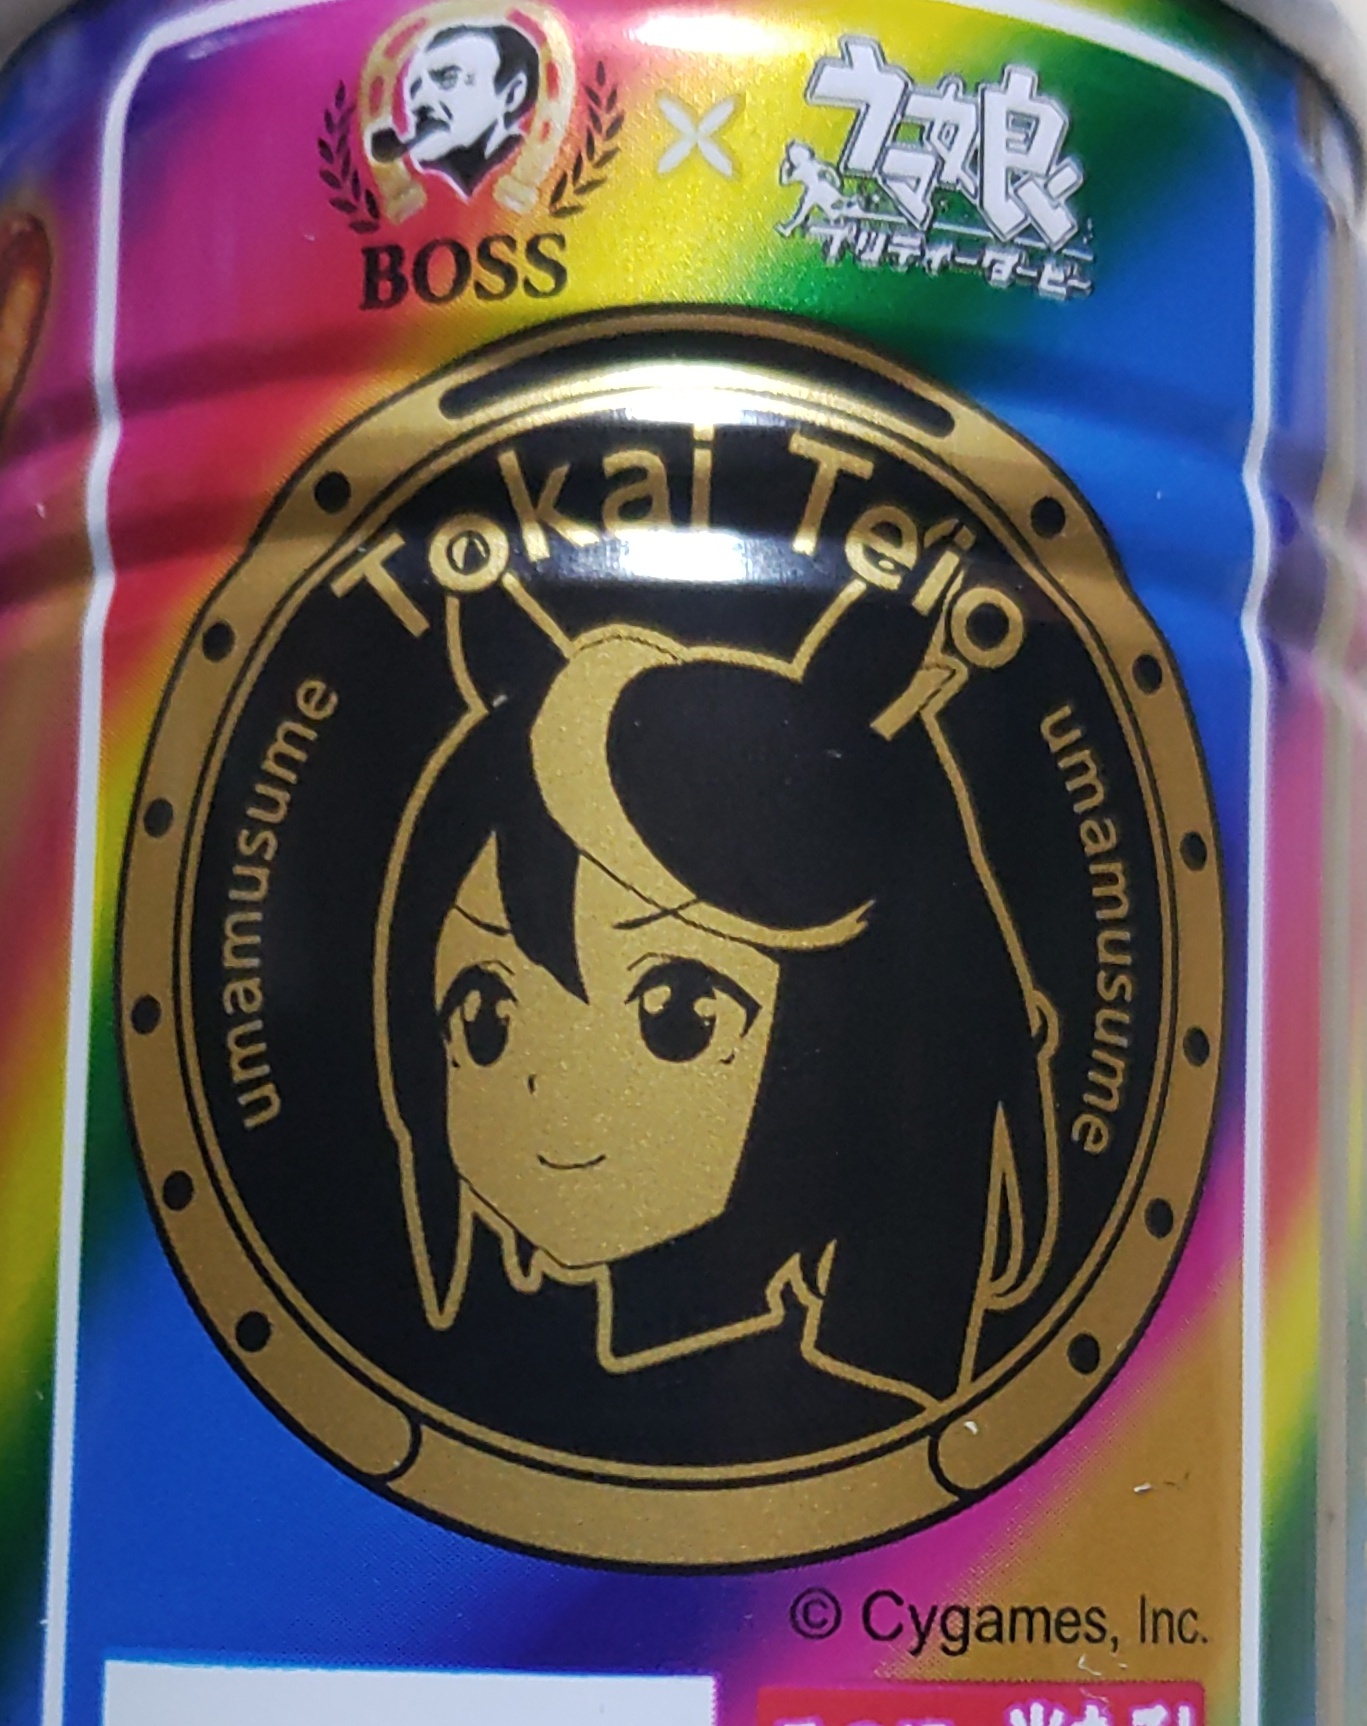 BOSS
ウマ娘
プリティーダービー
Tokai Teio
umamusume
umamusume
© Cygames, Inc.